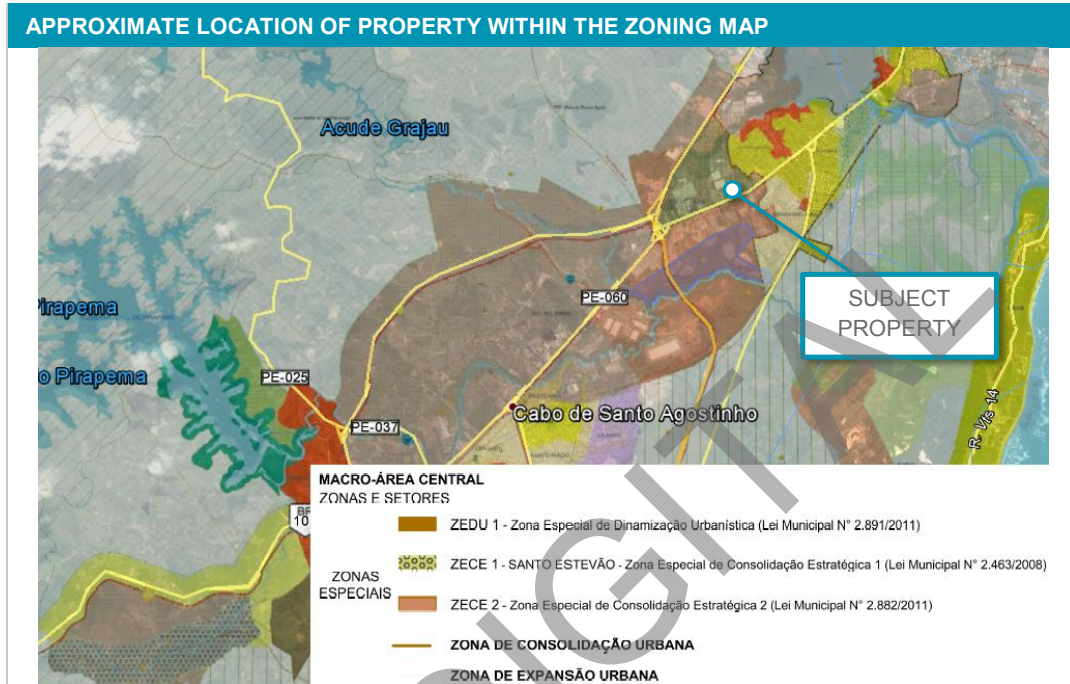 APPROXIMATE LOCATION OF PROPERTY WITHIN THE ZONING MAP
Acude Grajau
PE-060
SUBJECT
PROPERTY
Pirapema
o Pirapema
PE-025
Cabo de Santo Agostinho
PE-037
R. Vts 14
MACRO-ÁREA CENTRAL
ZONAS E SETORES
BR
10
ZEDU 1 - Zona Especial de Dinamização Urbanística (Lei Municipal N° 2.891/2011)
ZONAS
ESPECIAIS
ZECE 1 - SANTO ESTEVÃO - Zona Especial de Consolidação Estratégica 1 (Lei Municipal N° 2.463/2008)
ZECE 2 - Zona Especial de Consolidação Estratégica 2 (Lei Municipal N° 2.882/2011)
ZONA DE CONSOLIDAÇÃO URBANA
ZONA DE EXPANSÃO URBANA
DIGITAL